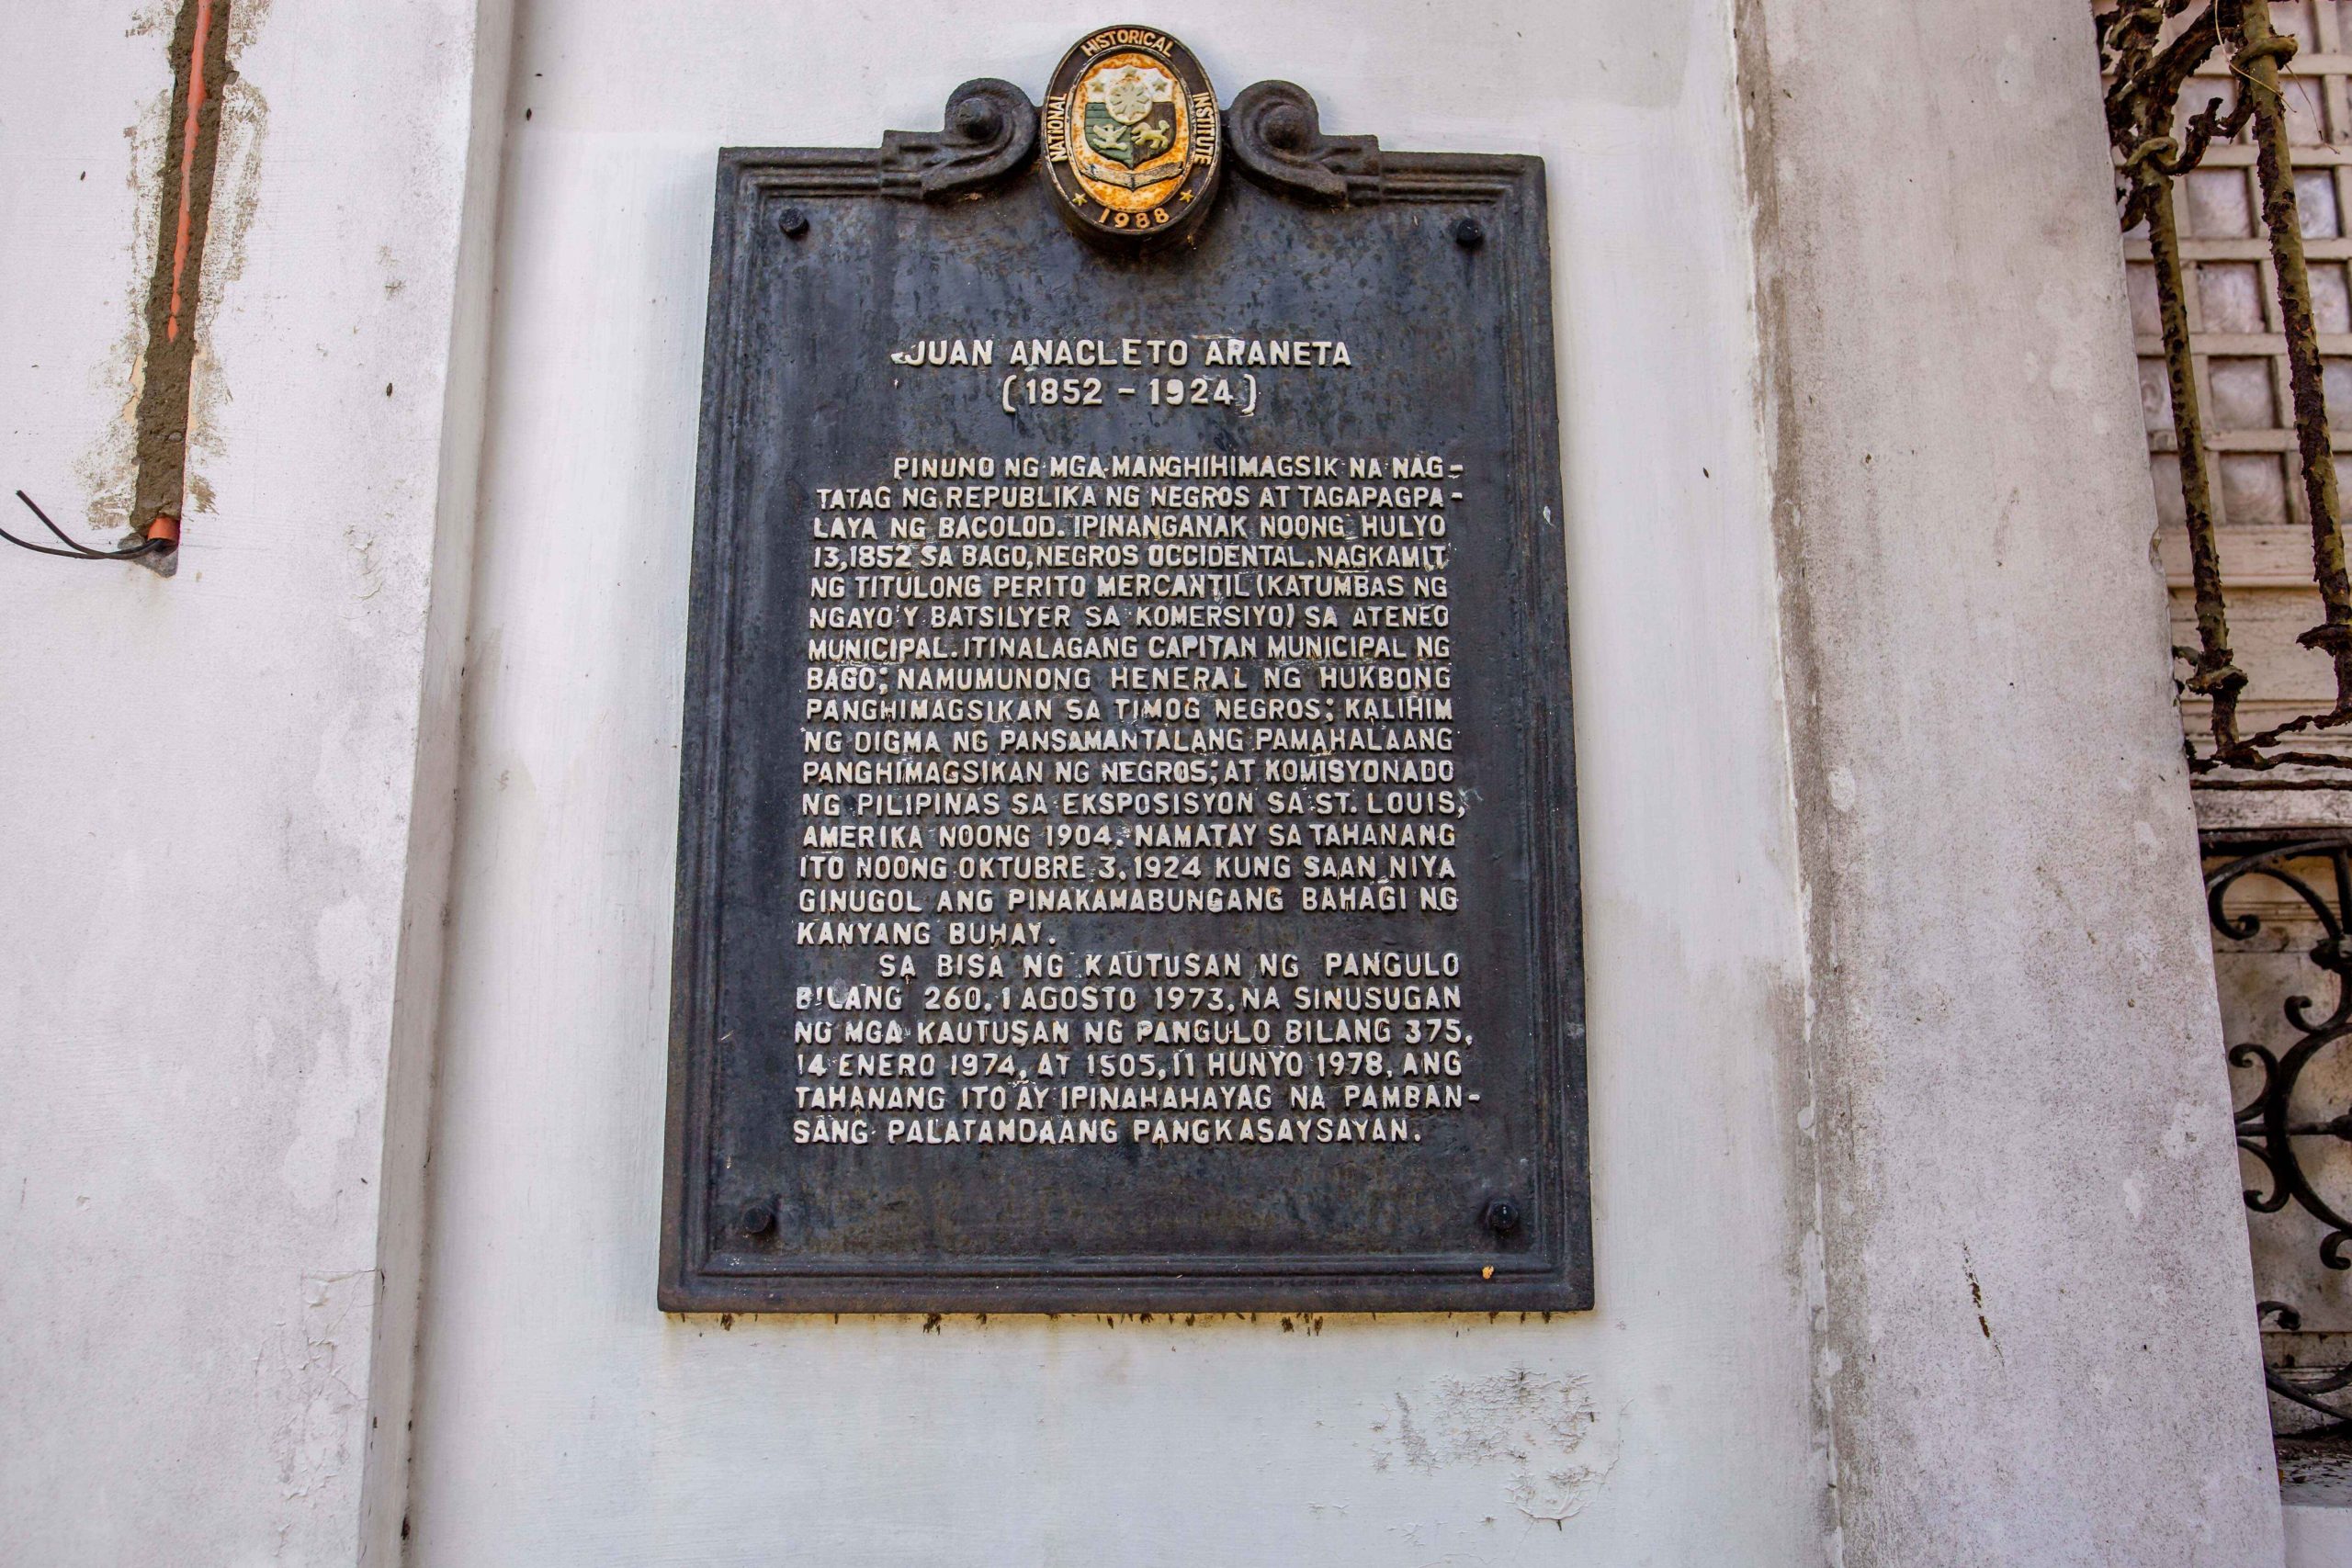 NATIONAL HISTORICAL INSTITUTE
1988
JUAN ANACLETO ARANETA
(1852 - 1924)
PINUNO NG MGA MANGHIHIMAGSIK NA NAG-
TATAG NG REPUBLIKA NG NEGROS AT TAGAPAGPA-
LAYA NG BACOLOD. IPINANGANAK NOONG HULYO
13,1852 SA BAGO, NEGROS OCCIDENTAL. NAGKAMIT
NG TITULONG PERITO MERCANTIL (KATUMBAS NG
NGAYO'Y BATSILYER SA KOMERSIYO) SA ATENEO
MUNICIPAL. ITINALAGANG CAPITAN MUNICIPAL NG
BAGO; NAMUMUNONG HENERAL NG HUKBONG
PANGHIMAGSIKAN SA TIMOG NEGROS; KALIHIM
NG DIGMA NG PANSAMANTALANG PAMAHALAANG
PANGHIMAGSIKAN NG NEGROS; AT KOMISYONADO
NG PILIPINAS SA EKSPOSISYON SA ST. LOUIS,
AMERIKA NOONG 1904. NAMATAY SA TAHANANG
ITO NOONG OKTUBRE 3, 1924 KUNG SAAN NIYA
GINUGOL ANG PINAKAMABUNGANG BAHAGI NG
KANYANG BUHAY.
SA BISA NG KAUTUSAN NG PANGULO
BILANG 260, 1 AGOSTO 1973, NA SINUSUGAN
NG MGA KAUTUSAN NG PANGULO BILANG 375,
14 ENERO 1974, AT 1505, 11 HUNYO 1978, ANG
TAHANANG ITO AY IPINAHAHAYAG NA PAMBAN-
SANG PALATANDAANG PANGKASAYSAYAN.